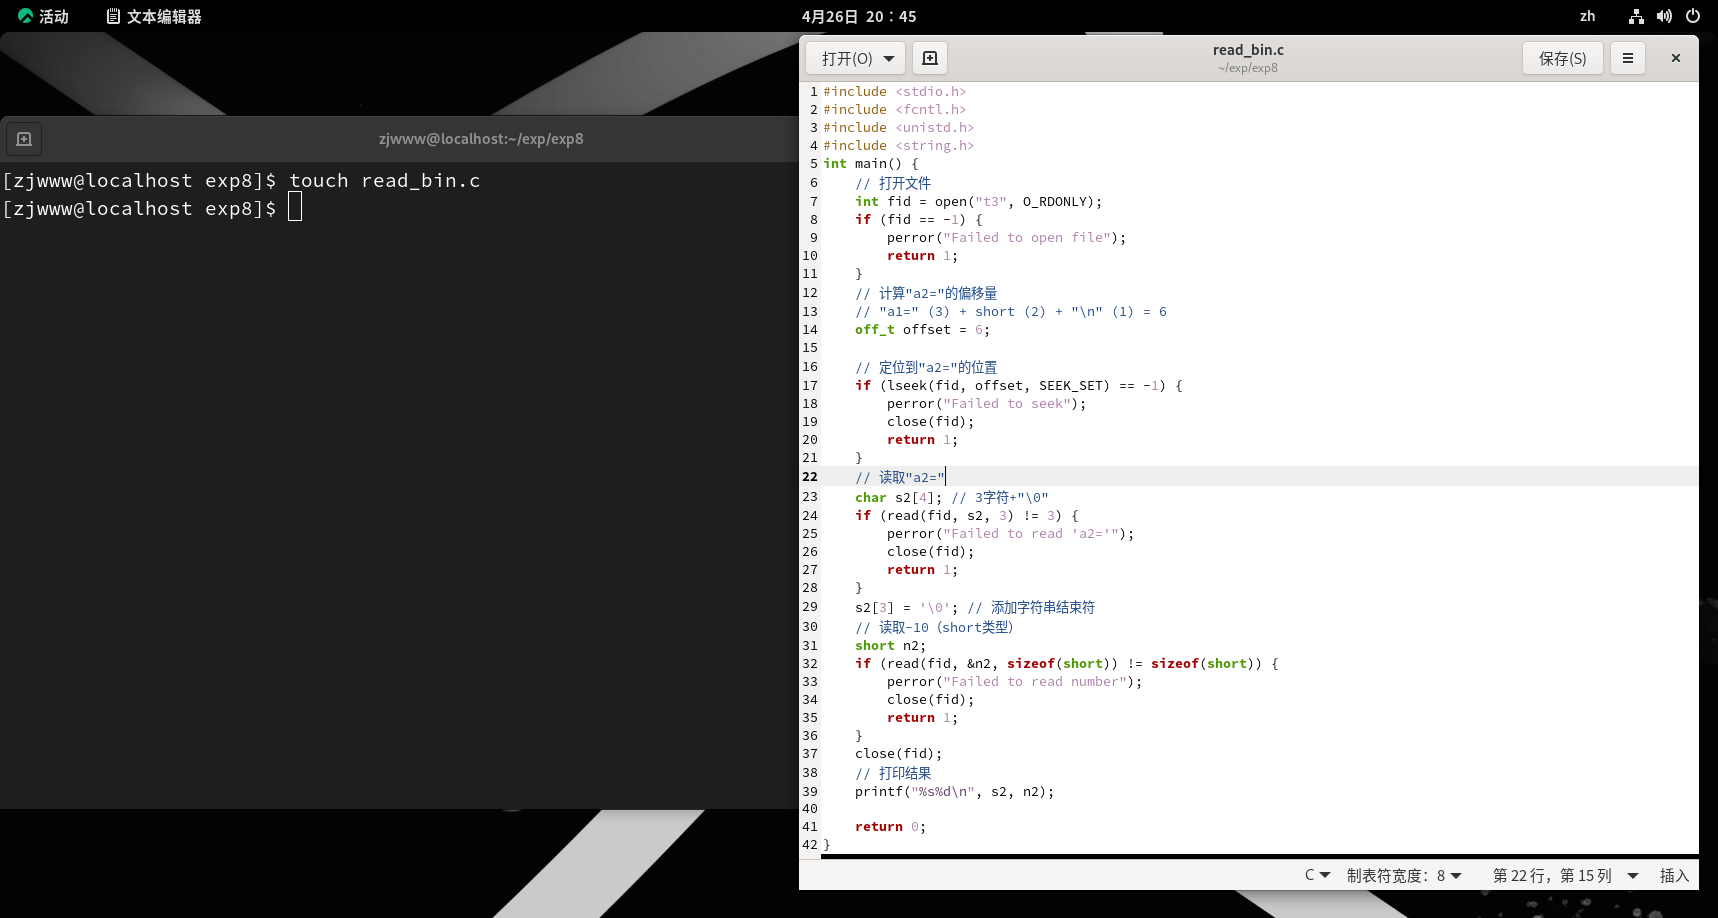 活动 文本编辑器 4月26日 20：45 zh
zjwww@localhost:~/exp/exp8
[zjwww@localhost exp8]$ touch read_bin.c
[zjwww@localhost exp8]$
打开(O) read_bin.c 保存(S)
~/exp/exp8
1 #include <stdio.h>
2 #include <fcntl.h>
3 #include <unistd.h>
4 #include <string.h>
5 int main() {
6     // 打开文件
7     int fid = open("t3", O_RDONLY);
8     if (fid == -1) {
9         perror("Failed to open file");
10         return 1;
11     }
12     // 计算"a2="的偏移量
13     // "a1=" (3) + short (2) + "\n" (1) = 6
14     off_t offset = 6;
15
16     // 定位到"a2="的位置
17     if (lseek(fid, offset, SEEK_SET) == -1) {
18         perror("Failed to seek");
19         close(fid);
20         return 1;
21     }
22     // 读取"a2="
23     char s2[4]; // 3字符+"\0"
24     if (read(fid, s2, 3) != 3) {
25         perror("Failed to read 'a2='");
26         close(fid);
27         return 1;
28     }
29     s2[3] = '\0'; // 添加字符串结束符
30     // 读取-10（short类型）
31     short n2;
32     if (read(fid, &n2, sizeof(short)) != sizeof(short)) {
33         perror("Failed to read number");
34         close(fid);
35         return 1;
36     }
37     close(fid);
38     // 打印结果
39     printf("%s%d\n", s2, n2);
40
41     return 0;
42 }
C 制表符宽度：8 第 22 行，第 15 列 插入